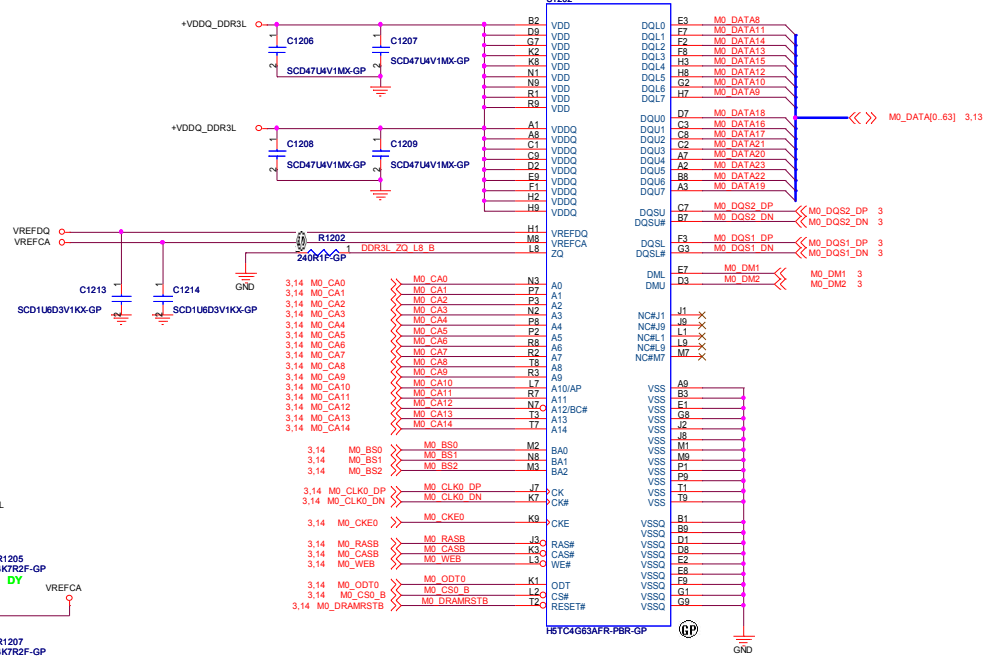 +VDDQ_DDR3L
1
C1206
2
SCD47U4V1MX-GP
1
C1207
2
SCD47U4V1MX-GP
+VDDQ_DDR3L
1
C1208
2
SCD47U4V1MX-GP
1
C1209
2
SCD47U4V1MX-GP
VREFDQ
VREFCA
R1202
1
DDR3L_ZQ_L8_B
240R1F-GP
GND
C1213
2
SCD1U6D3V1KX-GP
C1214
2
SCD1U6D3V1KX-GP
B2 VDD
D9 VDD
G7 VDD
K2 VDD
K8 VDD
N1 VDD
N9 VDD
R1 VDD
R9 VDD
A1 VDDQ
A8 VDDQ
C1 VDDQ
C9 VDDQ
D2 VDDQ
E9 VDDQ
F1 VDDQ
H2 VDDQ
H9 VDDQ
H1 VREFDQ
M8 VREFCA
L8 ZQ
3,14 M0_CA0 M0_CA0 N3 A0
3,14 M0_CA1 M0_CA1 P7 A1
3,14 M0_CA2 M0_CA2 P3 A2
3,14 M0_CA3 M0_CA3 N2 A3
3,14 M0_CA4 M0_CA4 P8 A4
3,14 M0_CA5 M0_CA5 P2 A5
3,14 M0_CA6 M0_CA6 R8 A6
3,14 M0_CA7 M0_CA7 R2 A7
3,14 M0_CA8 M0_CA8 T8 A8
3,14 M0_CA9 M0_CA9 R3 A9
3,14 M0_CA10 M0_CA10 L7 A10/AP
3,14 M0_CA11 M0_CA11 R7 A11
3,14 M0_CA12 M0_CA12 N7 A12/BC#
3,14 M0_CA13 M0_CA13 T3 A13
3,14 M0_CA14 M0_CA14 T7 A14
3,14 M0_BS0 M0_BS0 M2 BA0
3,14 M0_BS1 M0_BS1 N8 BA1
3,14 M0_BS2 M0_BS2 M3 BA2
3,14 M0_CLK0_DP M0_CLK0_DP J7 CK
3,14 M0_CLK0_DN M0_CLK0_DN K7 CK#
3,14 M0_CKE0 M0_CKE0 K9 CKE
3,14 M0_RASB M0_RASB J3 RAS#
3,14 M0_CASB M0_CASB K3 CAS#
3,14 M0_WEB M0_WEB L3 WE#
3,14 M0_ODT0 M0_ODT0 K1 ODT
3,14 M0_CS0_B M0_CS0_B L2 CS#
3,14 M0_DRAMRSTB M0_DRAMRSTB T2 RESET#
DQL0 E3 M0_DATA8
DQL1 F7 M0_DATA11
DQL2 F2 M0_DATA14
DQL3 F8 M0_DATA13
DQL4 H3 M0_DATA15
DQL5 H8 M0_DATA12
DQL6 G2 M0_DATA10
DQL7 H7 M0_DATA9
DQU0 D7 M0_DATA18
DQU1 C3 M0_DATA16
DQU2 C8 M0_DATA17
DQU3 C2 M0_DATA21
DQU4 A7 M0_DATA20
DQU5 A2 M0_DATA23
DQU6 B8 M0_DATA22
DQU7 A3 M0_DATA19
M0_DATA[0..63] 3,13
DQSU C7 M0_DQS2_DP M0_DQS2_DP 3
DQSU# B7 M0_DQS2_DN M0_DQS2_DN 3
DQSL F3 M0_DQS1_DP M0_DQS1_DP 3
DQSL# G3 M0_DQS1_DN M0_DQS1_DN 3
DML E7 M0_DM1 M0_DM1 3
DMU D3 M0_DM2 M0_DM2 3
NC#J1 J1
NC#J9 J9
NC#L1 L1
NC#L9 L9
NC#M7 M7
VSS A9
VSS B3
VSS E1
VSS G8
VSS J2
VSS J8
VSS M1
VSS M9
VSS P1
VSS P9
VSS T1
VSS T9
VSSQ B1
VSSQ B9
VSSQ D1
VSSQ D8
VSSQ E2
VSSQ E8
VSSQ F9
VSSQ G1
VSSQ G9
H5TC4G63AFR-PBR-GP
GP
GND
R1205
K7R2F-GP
DY
VREFCA
R1207
K7R2F-GP